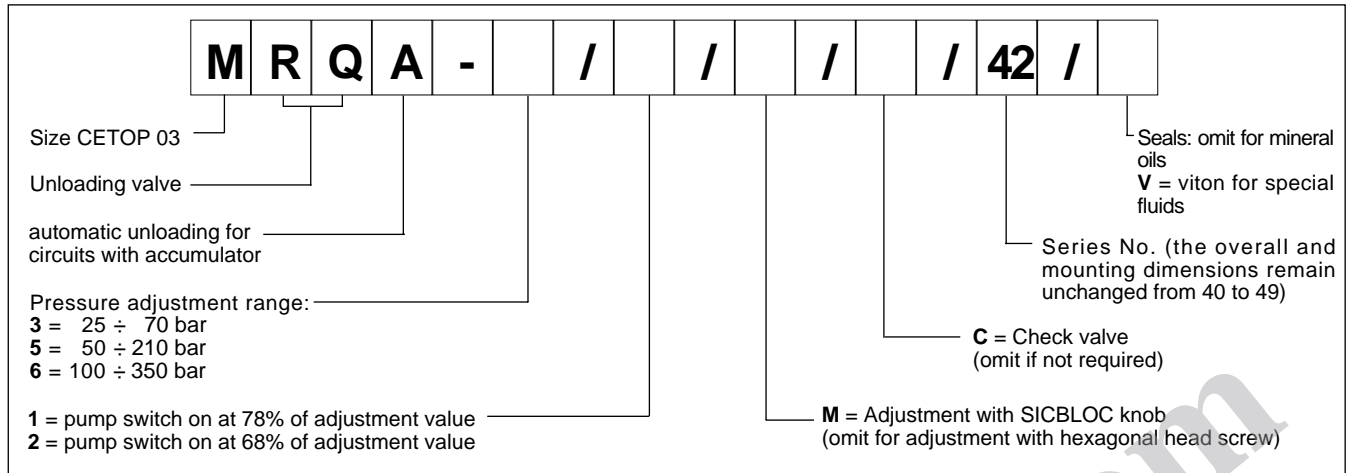 M R Q A - / / / / 42 /
Size CETOP 03
Unloading valve
automatic unloading for
circuits with accumulator
Pressure adjustment range:
3 = 25 ÷ 70 bar
5 = 50 ÷ 210 bar
6 = 100 ÷ 350 bar
1 = pump switch on at 78% of adjustment value
2 = pump switch on at 68% of adjustment value
Seals: omit for mineral
oils
V = viton for special
fluids
Series No. (the overall and
mounting dimensions remain
unchanged from 40 to 49)
C = Check valve
(omit if not required)
M = Adjustment with SICBLOC knob
(omit for adjustment with hexagonal head screw)
om